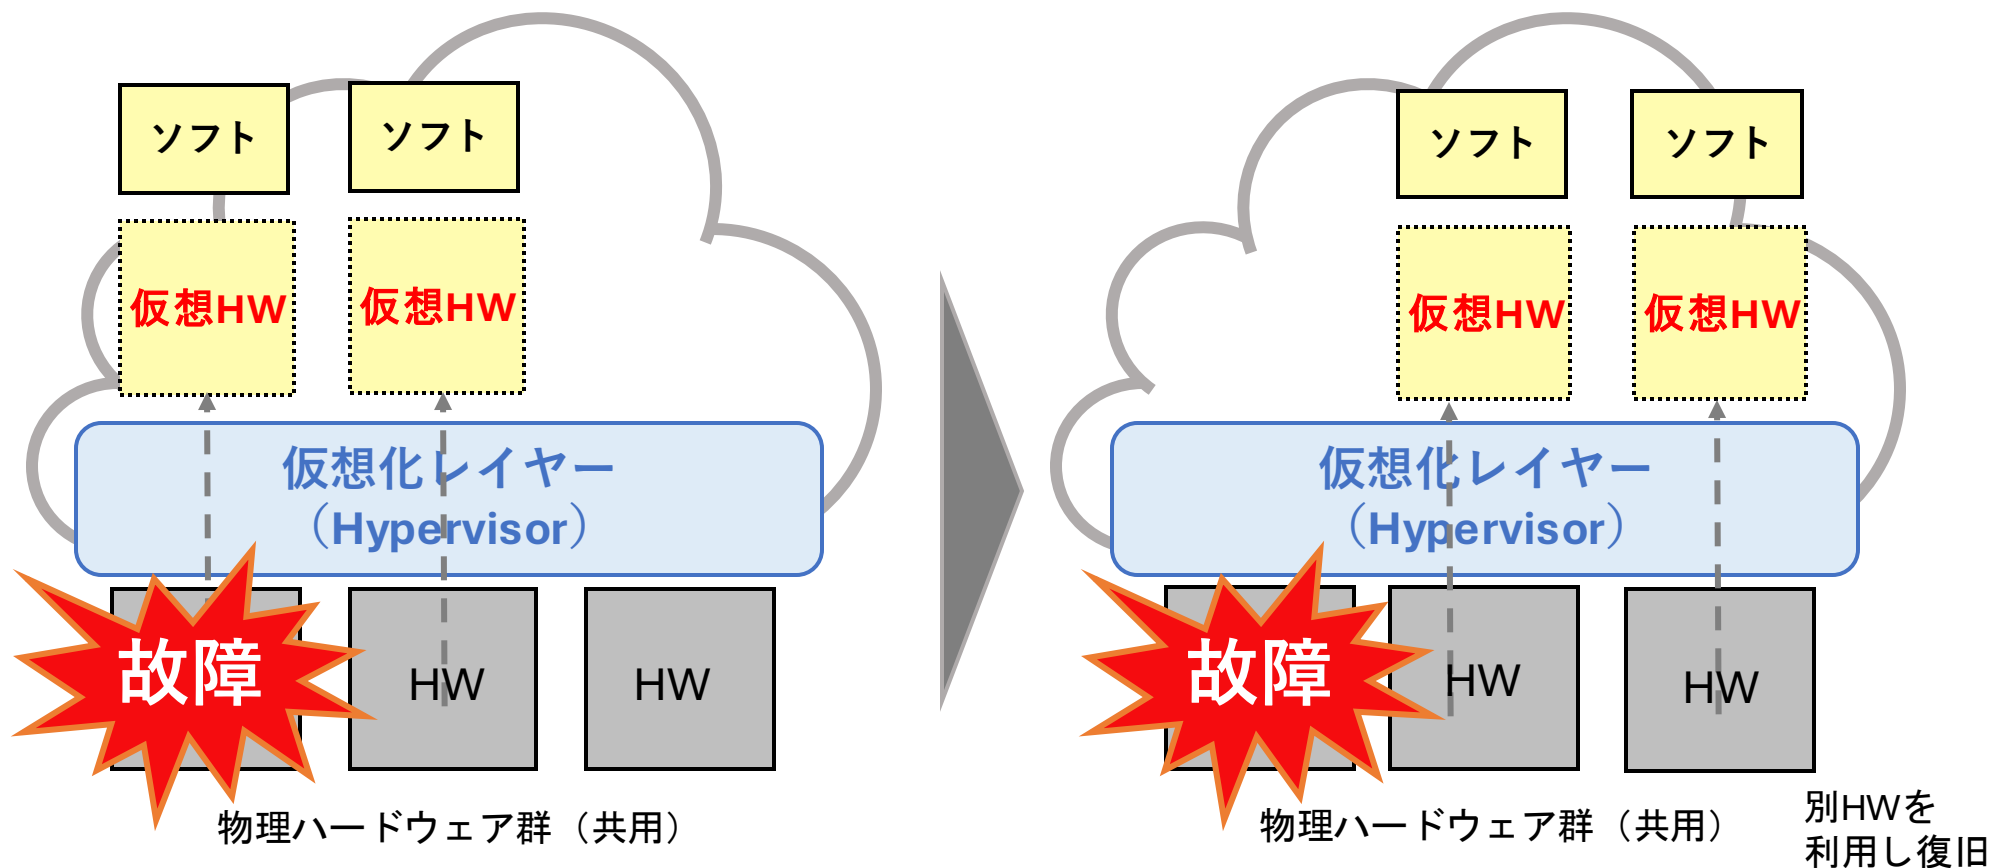 ソフト
ソフト
仮想HW
仮想HW
仮想化レイヤー
（Hypervisor）
故障
HW
HW
物理ハードウェア群（共用）
ソフト
ソフト
仮想HW
仮想HW
仮想化レイヤー
（Hypervisor）
故障
HW
HW
物理ハードウェア群（共用）
別HWを
利用し復旧